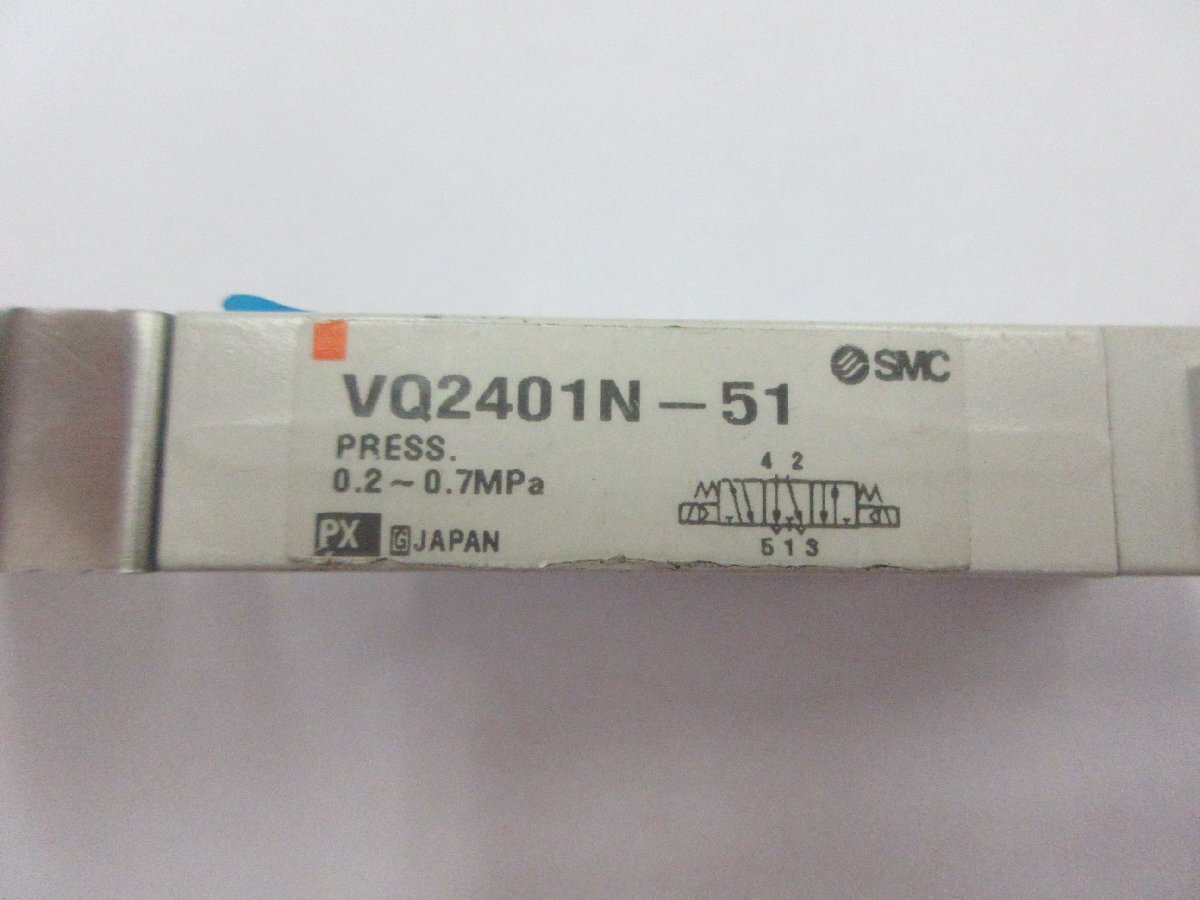 SMC
VQ2401N-51
PRESS.
0.2~0.7MPa
4 2
PX G JAPAN
5 1 3